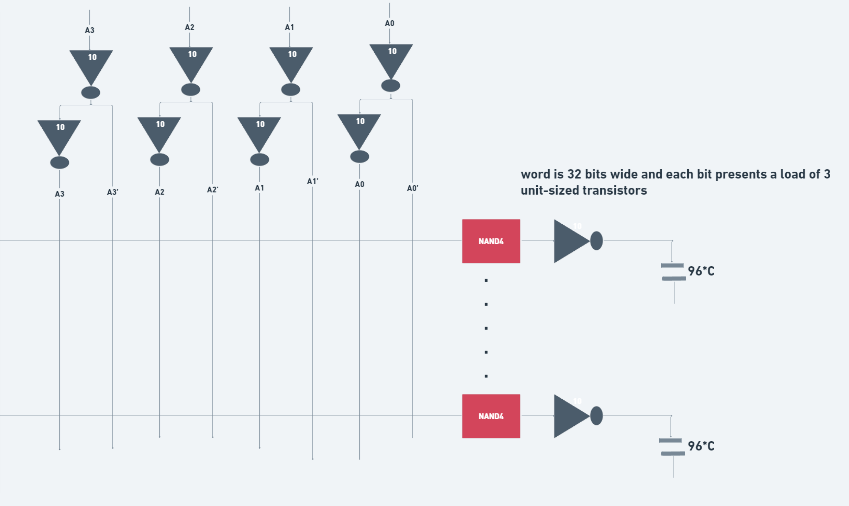 A3
A2
A1
A0
10
10
10
10
10
10
10
10
A3
A3'
A2
A2'
A1
A1'
A0
A0'
word is 32 bits wide and each bit presents a load of 3
unit-sized transistors
NAND4
96*C
NAND4
96*C